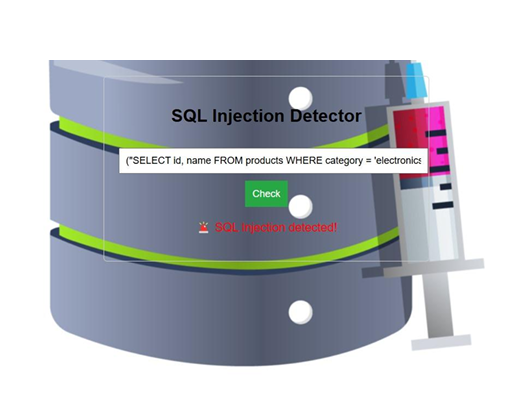 SQL Injection Detector
("SELECT id, name FROM products WHERE category = 'electronics
Check
SQL Injection detected!